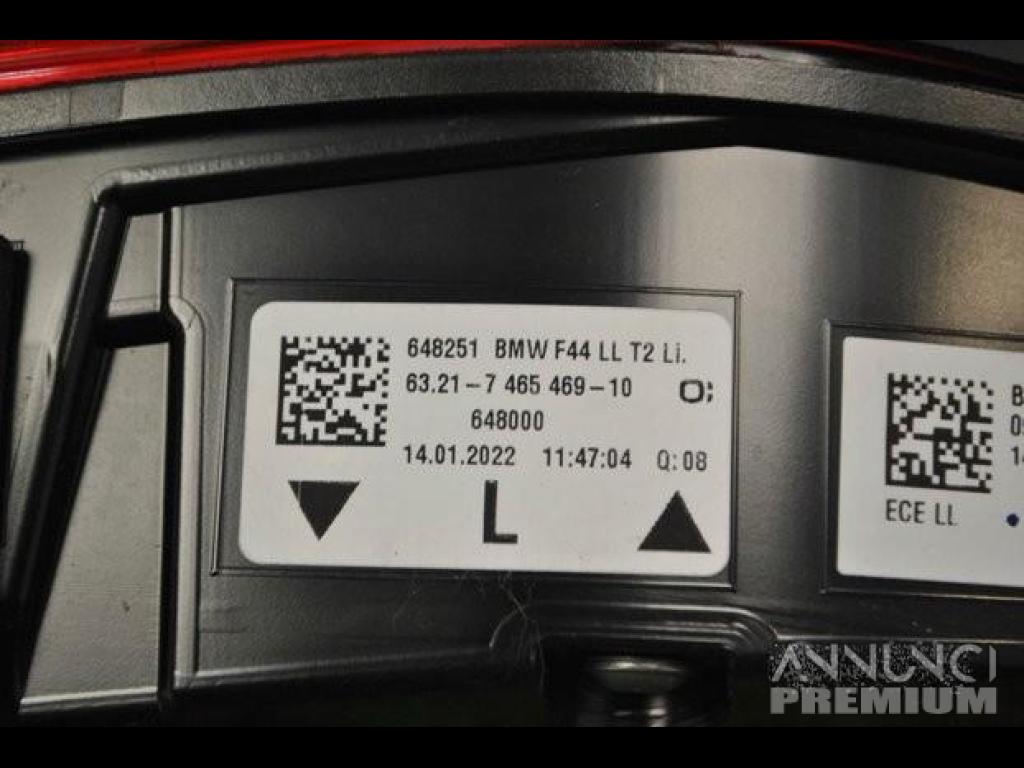 648251 BMW F44 LL T2 Li.
63.21-7 465 469-10
648000
14.01.2022 11:47:04 Q:08
L
ECE LL
ANNUNCI
PREMIUM